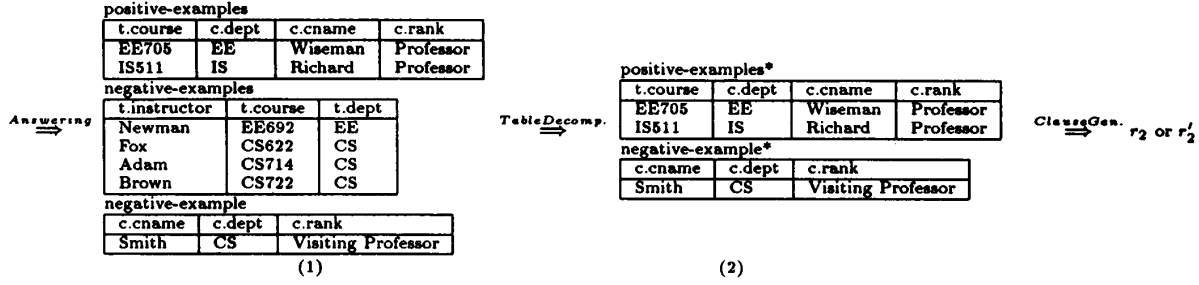 positive-examples
t.course c.dept c.cname c.rank
EE705 EE Wiseman Professor
IS511 IS Richard Professor
negative-examples
t.instructor t.course t.dept
Newman EE692 EE
Fox CS622 CS
Adam CS714 CS
Brown CS722 CS
negative-example
c.cname c.dept c.rank
Smith CS Visiting Professor
(1)
Answering
⇒
TableDecomp.
⇒
positive-examples*
t.course c.dept c.cname c.rank
EE705 EE Wiseman Professor
IS511 IS Richard Professor
negative-example*
c.cname c.dept c.rank
Smith CS Visiting Professor
(2)
ClauseGen.
⇒ r₂ or r₂′